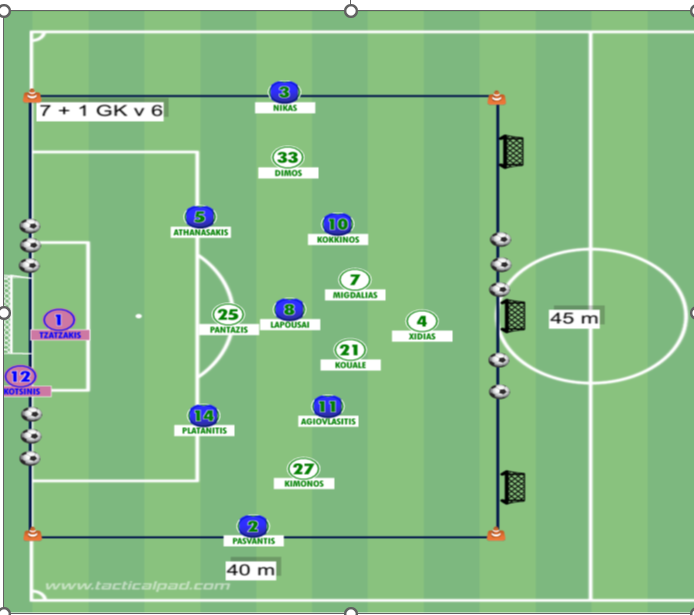 3
NIKAS
7 + 1 GK v 6
33
DIMOS
5
ATHANASAKIS
10
KOKKINOS
7
MIGDALIAS
25
PANTAZIS
8
LAPOUSAI
4
XIDIAS
1
TZATZAKIS
45 m
21
KOUALE
12
KOTSINIS
11
AGIOVLASITIS
14
PLATANITIS
27
KIMONOS
2
PASVANTIS
40 m
www.tacticalpad.com